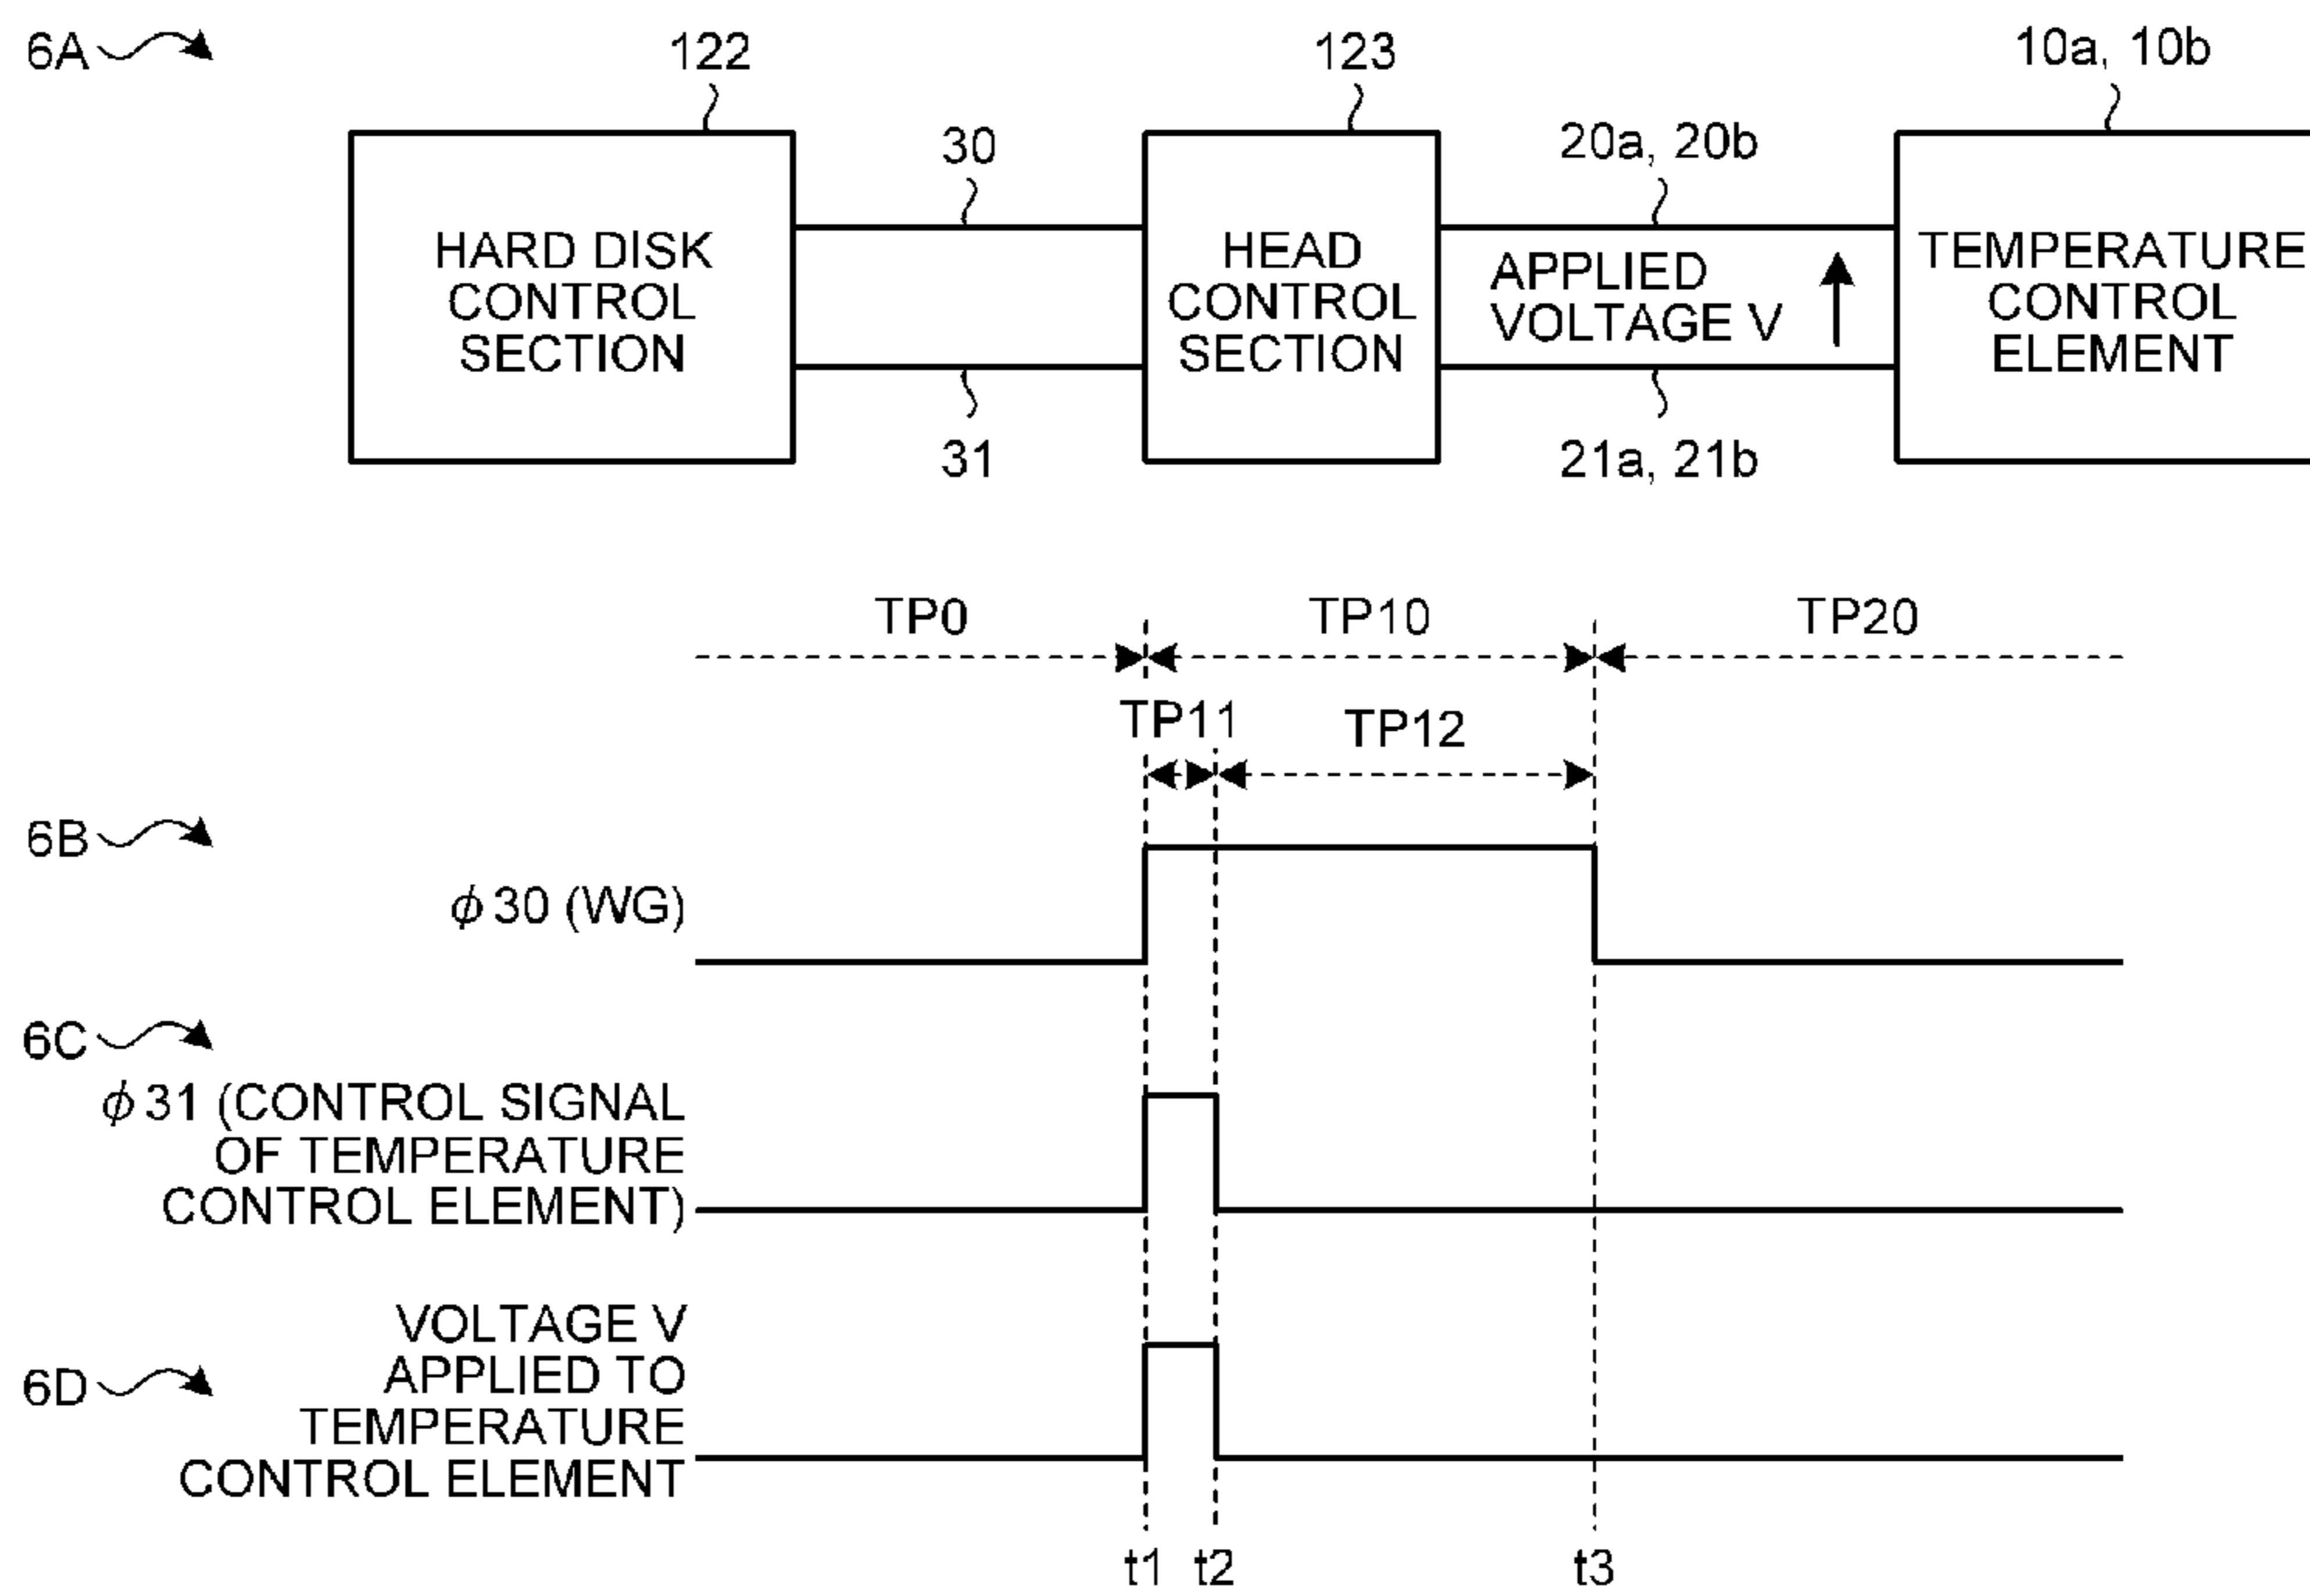 6A
122
123
10a, 10b
30
20a, 20b
HARD DISK
CONTROL
SECTION
HEAD
CONTROL
SECTION
APPLIED
VOLTAGE V
TEMPERATURE
CONTROL
ELEMENT
31
21a, 21b
TP0
TP10
TP20
TP11
TP12
6B
ϕ30 (WG)
6C
ϕ31 (CONTROL SIGNAL
OF TEMPERATURE
CONTROL ELEMENT)
6D
VOLTAGE V
APPLIED TO
TEMPERATURE
CONTROL ELEMENT
t1
t2
t3